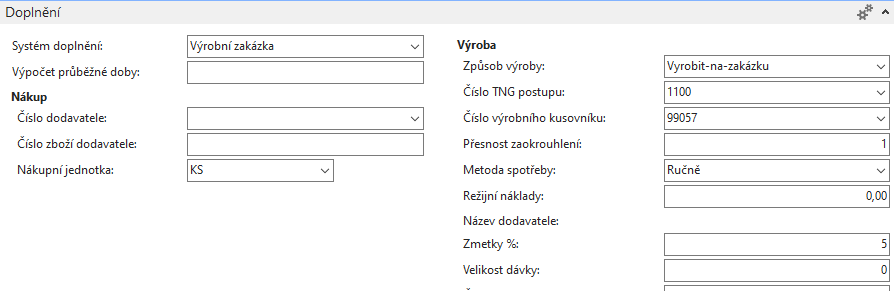 Doplnění
Systém doplnění: Výrobní zakázka
Výpočet průběžné doby:
Nákup
Číslo dodavatele:
Číslo zboží dodavatele:
Nákupní jednotka: KS
Výroba
Způsob výroby: Vyrobit-na-zakázku
Číslo TNG postupu: 1100
Číslo výrobního kusovníku: 99057
Přesnost zaokrouhlení: 1
Metoda spotřeby: Ručně
Režijní náklady: 0,00
Název dodavatele:
Zmetky %: 5
Velikost dávky: 0